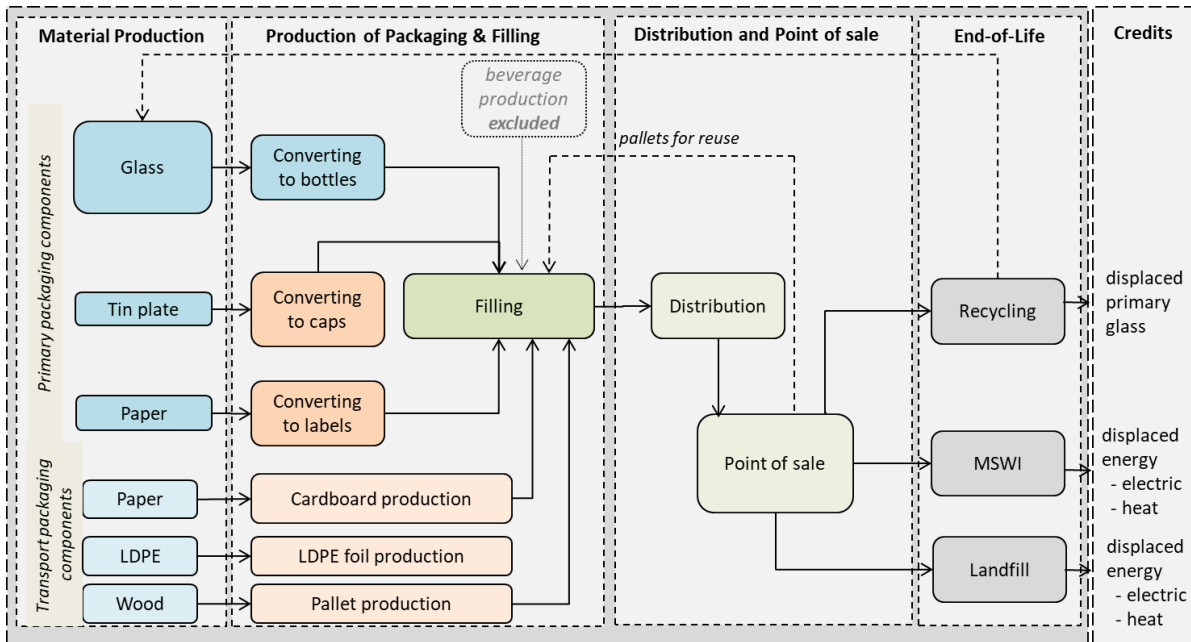 Material Production
Production of Packaging & Filling
Distribution and Point of sale
End-of-Life
Credits
beverage
production
excluded
pallets for reuse
Primary packaging components
Glass
Converting
to bottles
Tin plate
Converting
to caps
Filling
Distribution
Recycling
displaced
primary
glass
Paper
Converting
to labels
Point of sale
MSWI
displaced
energy
- electric
- heat
Transport packaging
components
Paper
Cardboard production
LDPE
LDPE foil production
Wood
Pallet production
Landfill
displaced
energy
- electric
- heat